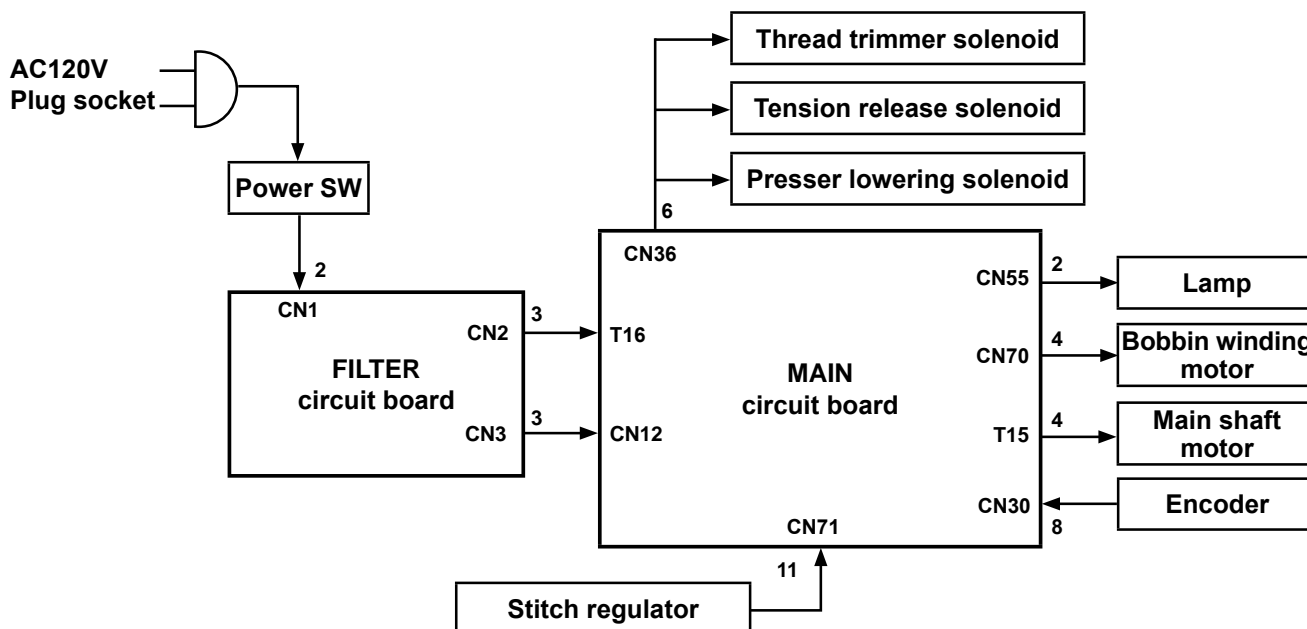 Thread trimmer solenoid
AC120V
Plug socket
Tension release solenoid
Power SW
Presser lowering solenoid
6
2
CN36
CN55
2
Lamp
CN1
CN2
3
T16
FILTER
circuit board
MAIN
circuit board
CN70
4
Bobbin winding
motor
CN3
3
CN12
T15
4
Main shaft
motor
CN30
8
Encoder
CN71
11
Stitch regulator